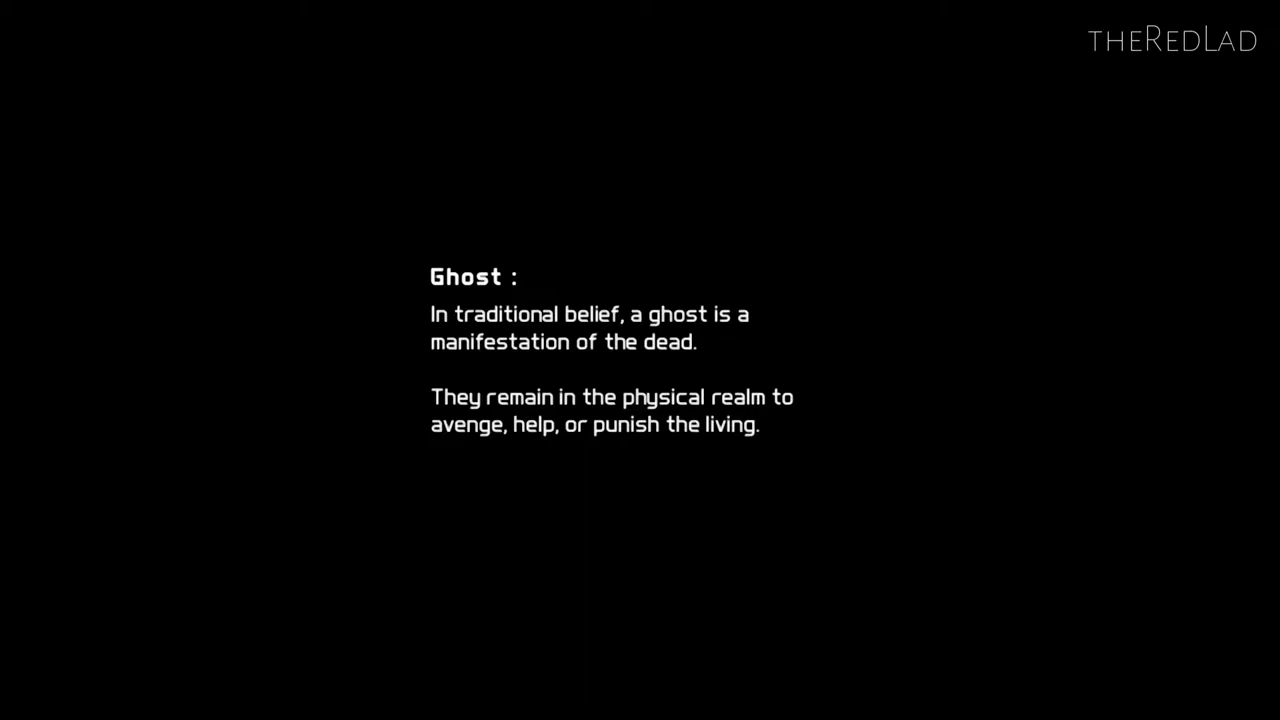 THEREDLAD
Ghost :
In traditional belief, a ghost is a
manifestation of the dead.
They remain in the physical realm to
avenge, help, or punish the living.